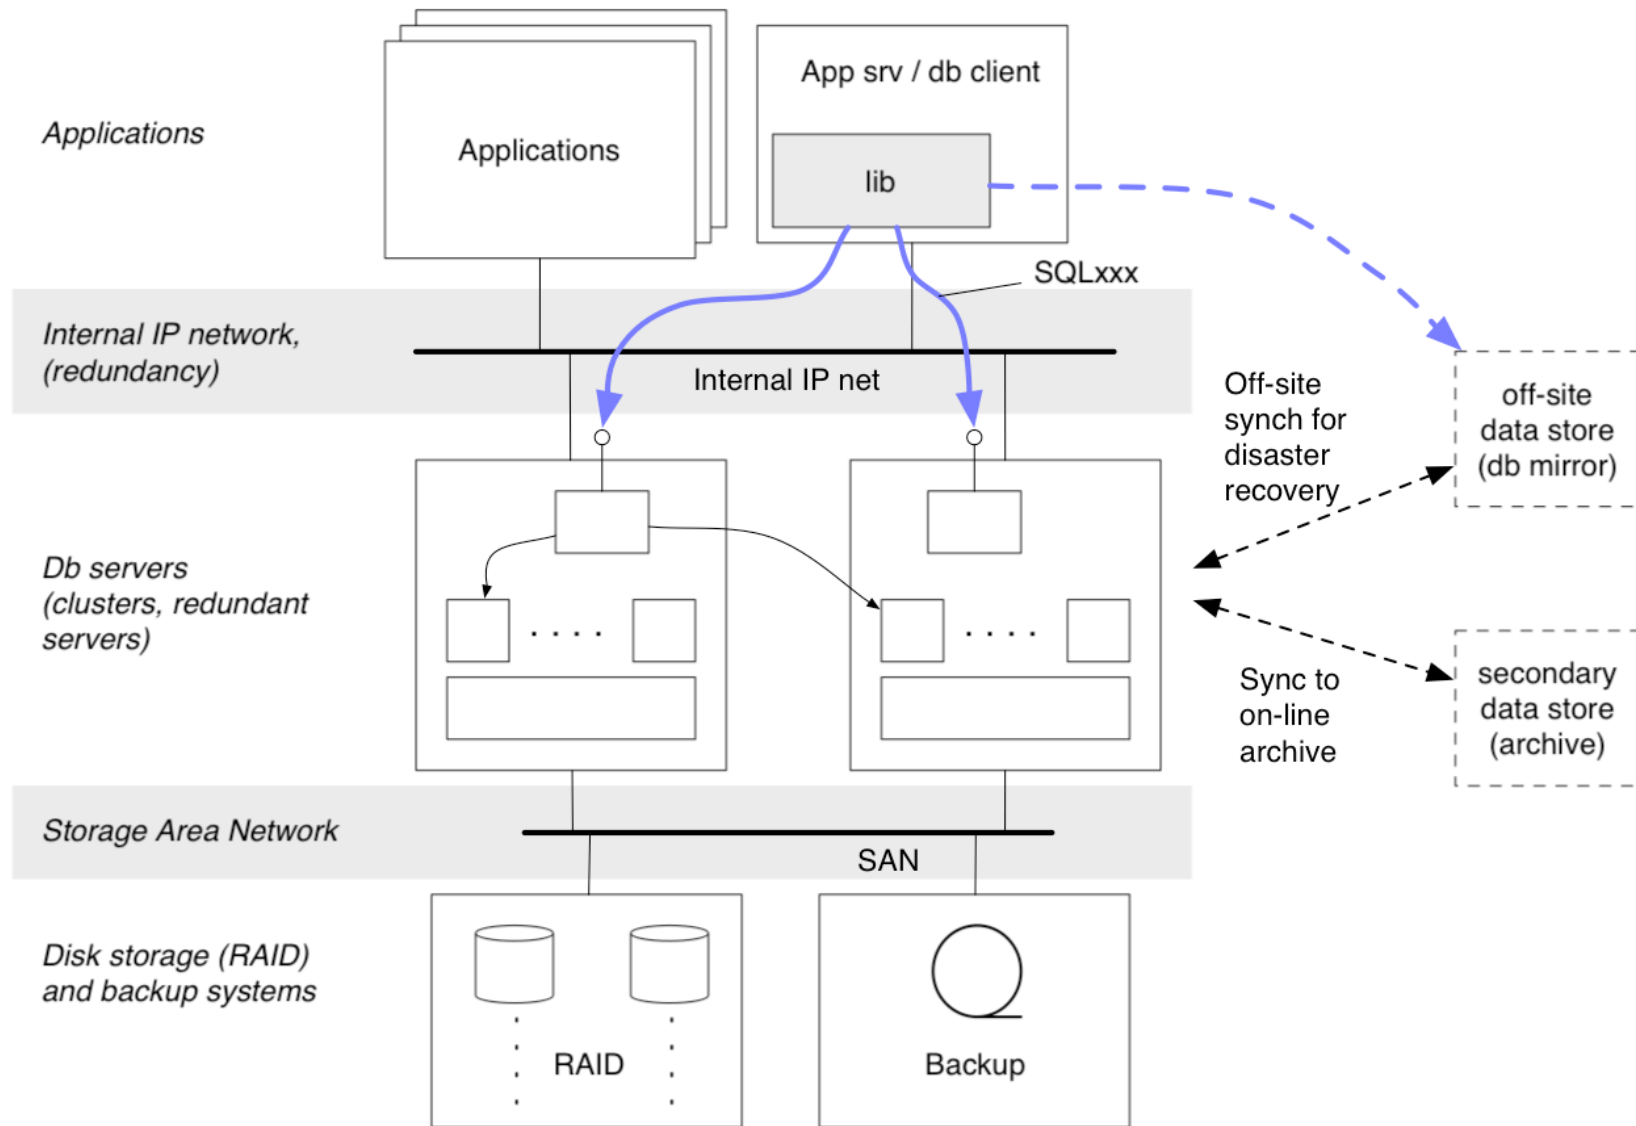 App srv / db client
Applications
Applications
lib
SQLxxx
Internal IP network,
(redundancy)
Internal IP net
Off-site
synch for
disaster
recovery
off-site
data store
(db mirror)
Db servers
(clusters, redundant
servers)
. . . .
. . . .
Sync to
on-line
archive
secondary
data store
(archive)
Storage Area Network
SAN
Disk storage (RAID)
and backup systems
RAID
Backup